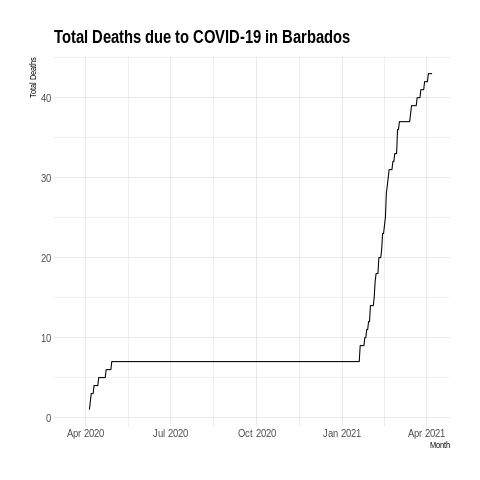 Total Deaths due to COVID-19 in Barbados
Total Deaths
40
30
20
10
0
Apr 2020 Jul 2020 Oct 2020 Jan 2021 Apr 2021
Month